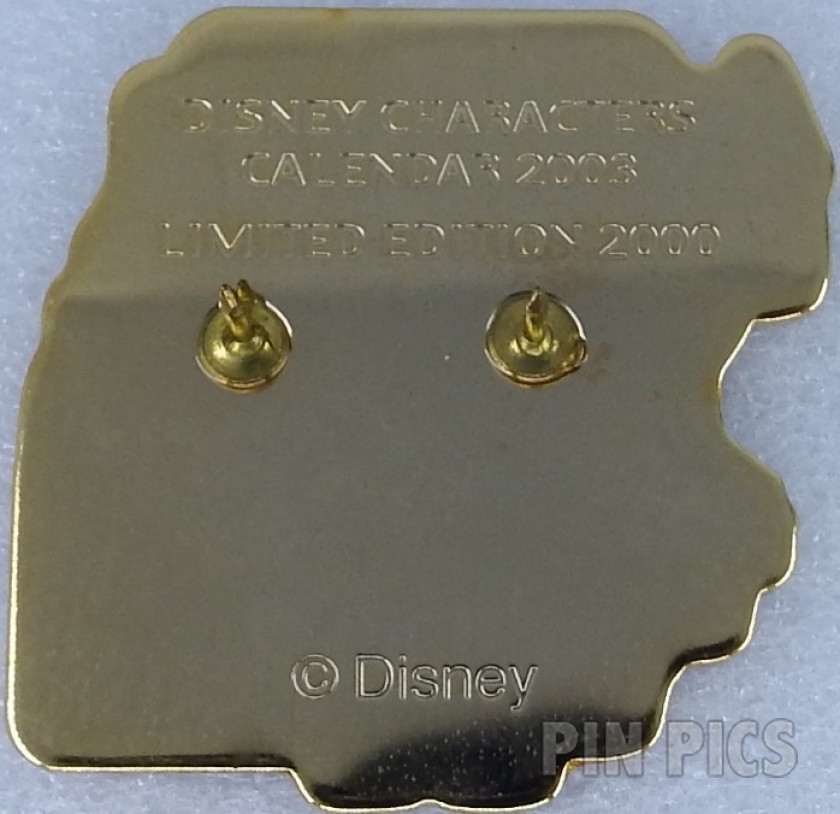 DISNEY CHARACTERS
CALENDAR 2003
LIMITED EDITION 2000
© Disney
PIN PICS